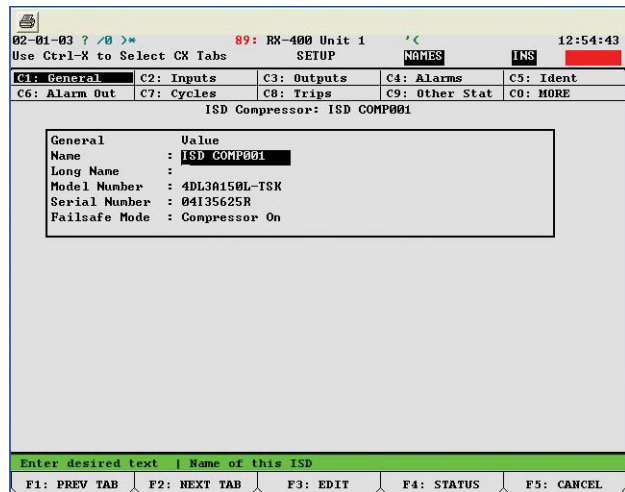 02-01-03 ? /0 >* 89: RX-400 Unit 1 '< 12:54:43
Use Ctrl-X to Select CX Tabs SETUP NAMES INS
C1: General C2: Inputs C3: Outputs C4: Alarms C5: Ident
C6: Alarm Out C7: Cycles C8: Trips C9: Other Stat C0: MORE
ISD Compressor: ISD COMP001
General Value
Name : ISD COMP001
Long Name :
Model Number : 4DL3A150L-TSK
Serial Number : 04I35625R
Failsafe Mode : Compressor On
Enter desired text | Name of this ISD
F1: PREV TAB F2: NEXT TAB F3: EDIT F4: STATUS F5: CANCEL